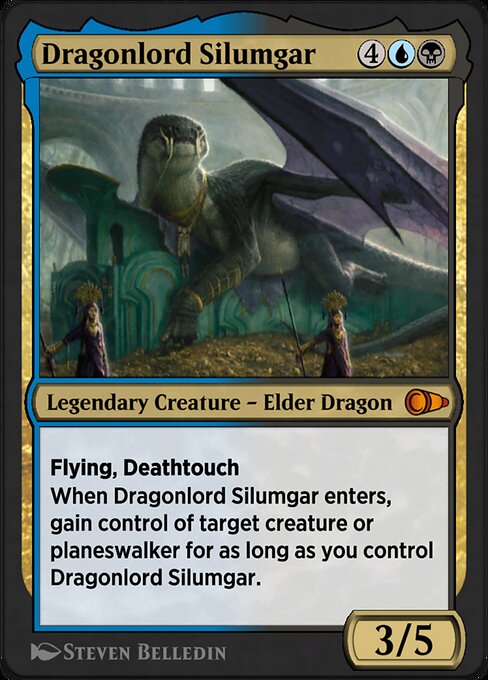 Dragonlord Silumgar 4
Legendary Creature – Elder Dragon
Flying, Deathtouch
When Dragonlord Silumgar enters,
gain control of target creature or
planeswalker for as long as you control
Dragonlord Silumgar.
3/5
Steven Belledin